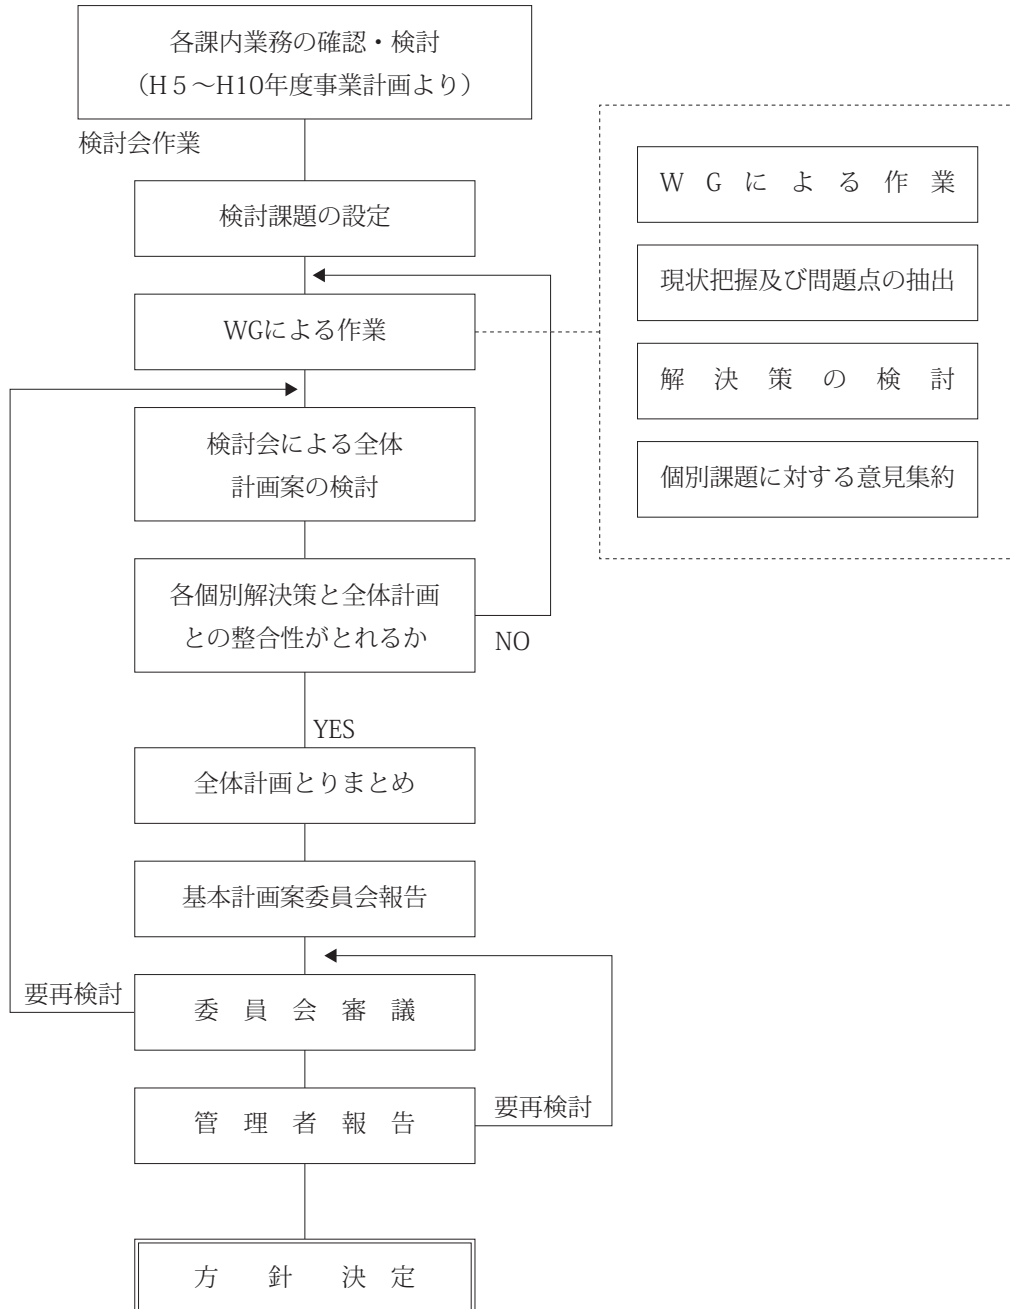 各課内業務の確認・検討
（H５〜H10年度事業計画より）
検討会作業
検討課題の設定
WGによる作業
検討会による全体
計画案の検討
各個別解決策と全体計画
との整合性がとれるか
NO
YES
全体計画とりまとめ
基本計画案委員会報告
要再検討
委員会審議
管理者報告
要再検討
方針決定
WGによる作業
現状把握及び問題点の抽出
解決策の検討
個別課題に対する意見集約